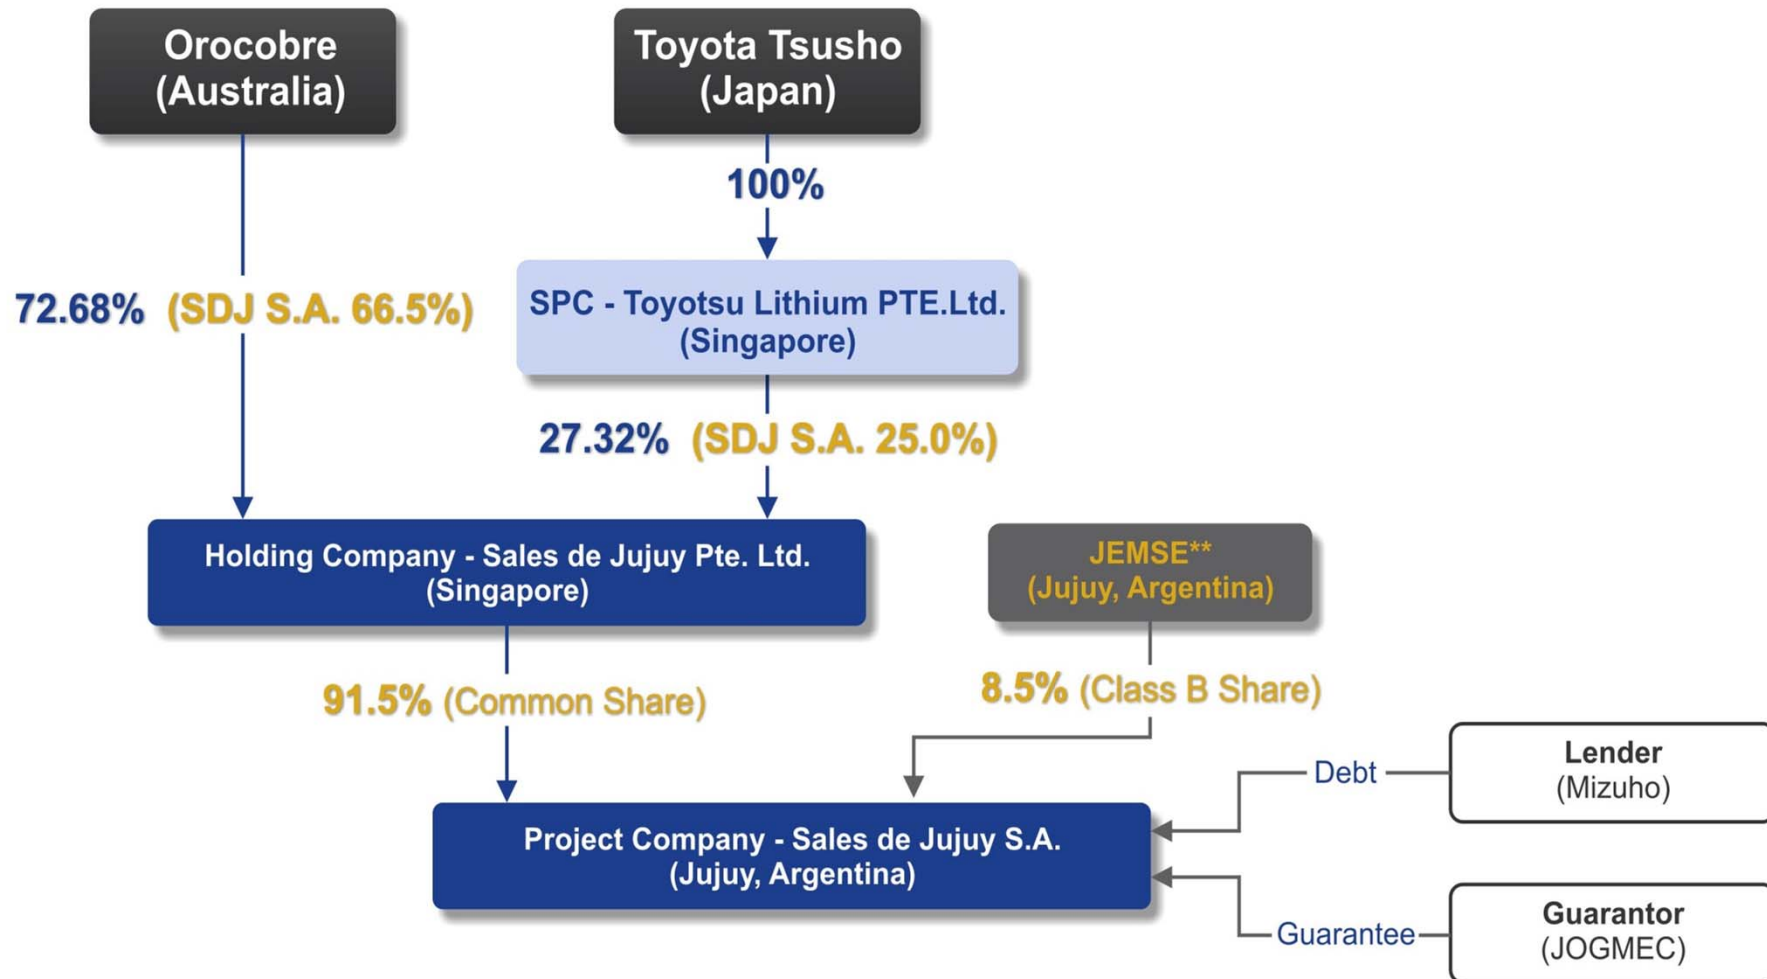 Orocobre
(Australia)
Toyota Tsusho
(Japan)
100%
SPC - Toyotsu Lithium PTE.Ltd.
(Singapore)
72.68% (SDJ S.A. 66.5%)
27.32% (SDJ S.A. 25.0%)
Holding Company - Sales de Jujuy Pte. Ltd.
(Singapore)
JEMSE**
(Jujuy, Argentina)
91.5% (Common Share)
8.5% (Class B Share)
Lender
(Mizuho)
Debt
Project Company - Sales de Jujuy S.A.
(Jujuy, Argentina)
Guarantor
(JOGMEC)
Guarantee